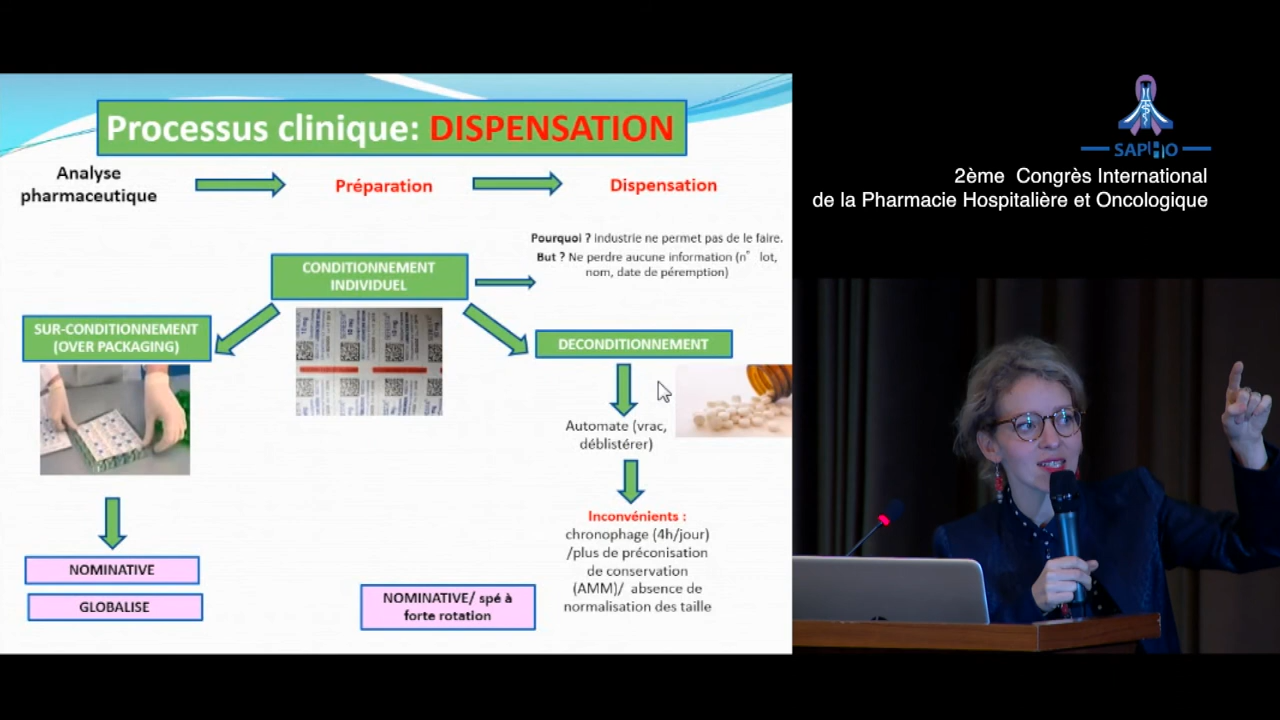 Processus clinique: DISPENSATION
Analyse
pharmaceutique
Préparation
Dispensation
Pourquoi ? industrie ne permet pas de le faire.
But ? Ne perdre aucune information (n° lot,
nom, date de péremption)
CONDITIONNEMENT
INDIVIDUEL
SUR-CONDITIONNEMENT
(OVER PACKAGING)
DECONDITIONNEMENT
Automate (vrac,
déblistérer)
Inconvénients :
chronophage (4h/jour)
/plus de préconisation
de conservation
(AMM)/ absence de
normalisation des taille
NOMINATIVE
GLOBALISE
NOMINATIVE/ spé à
forte rotation
SAPHO
2ème Congrès International
de la Pharmacie Hospitalière et Oncologique